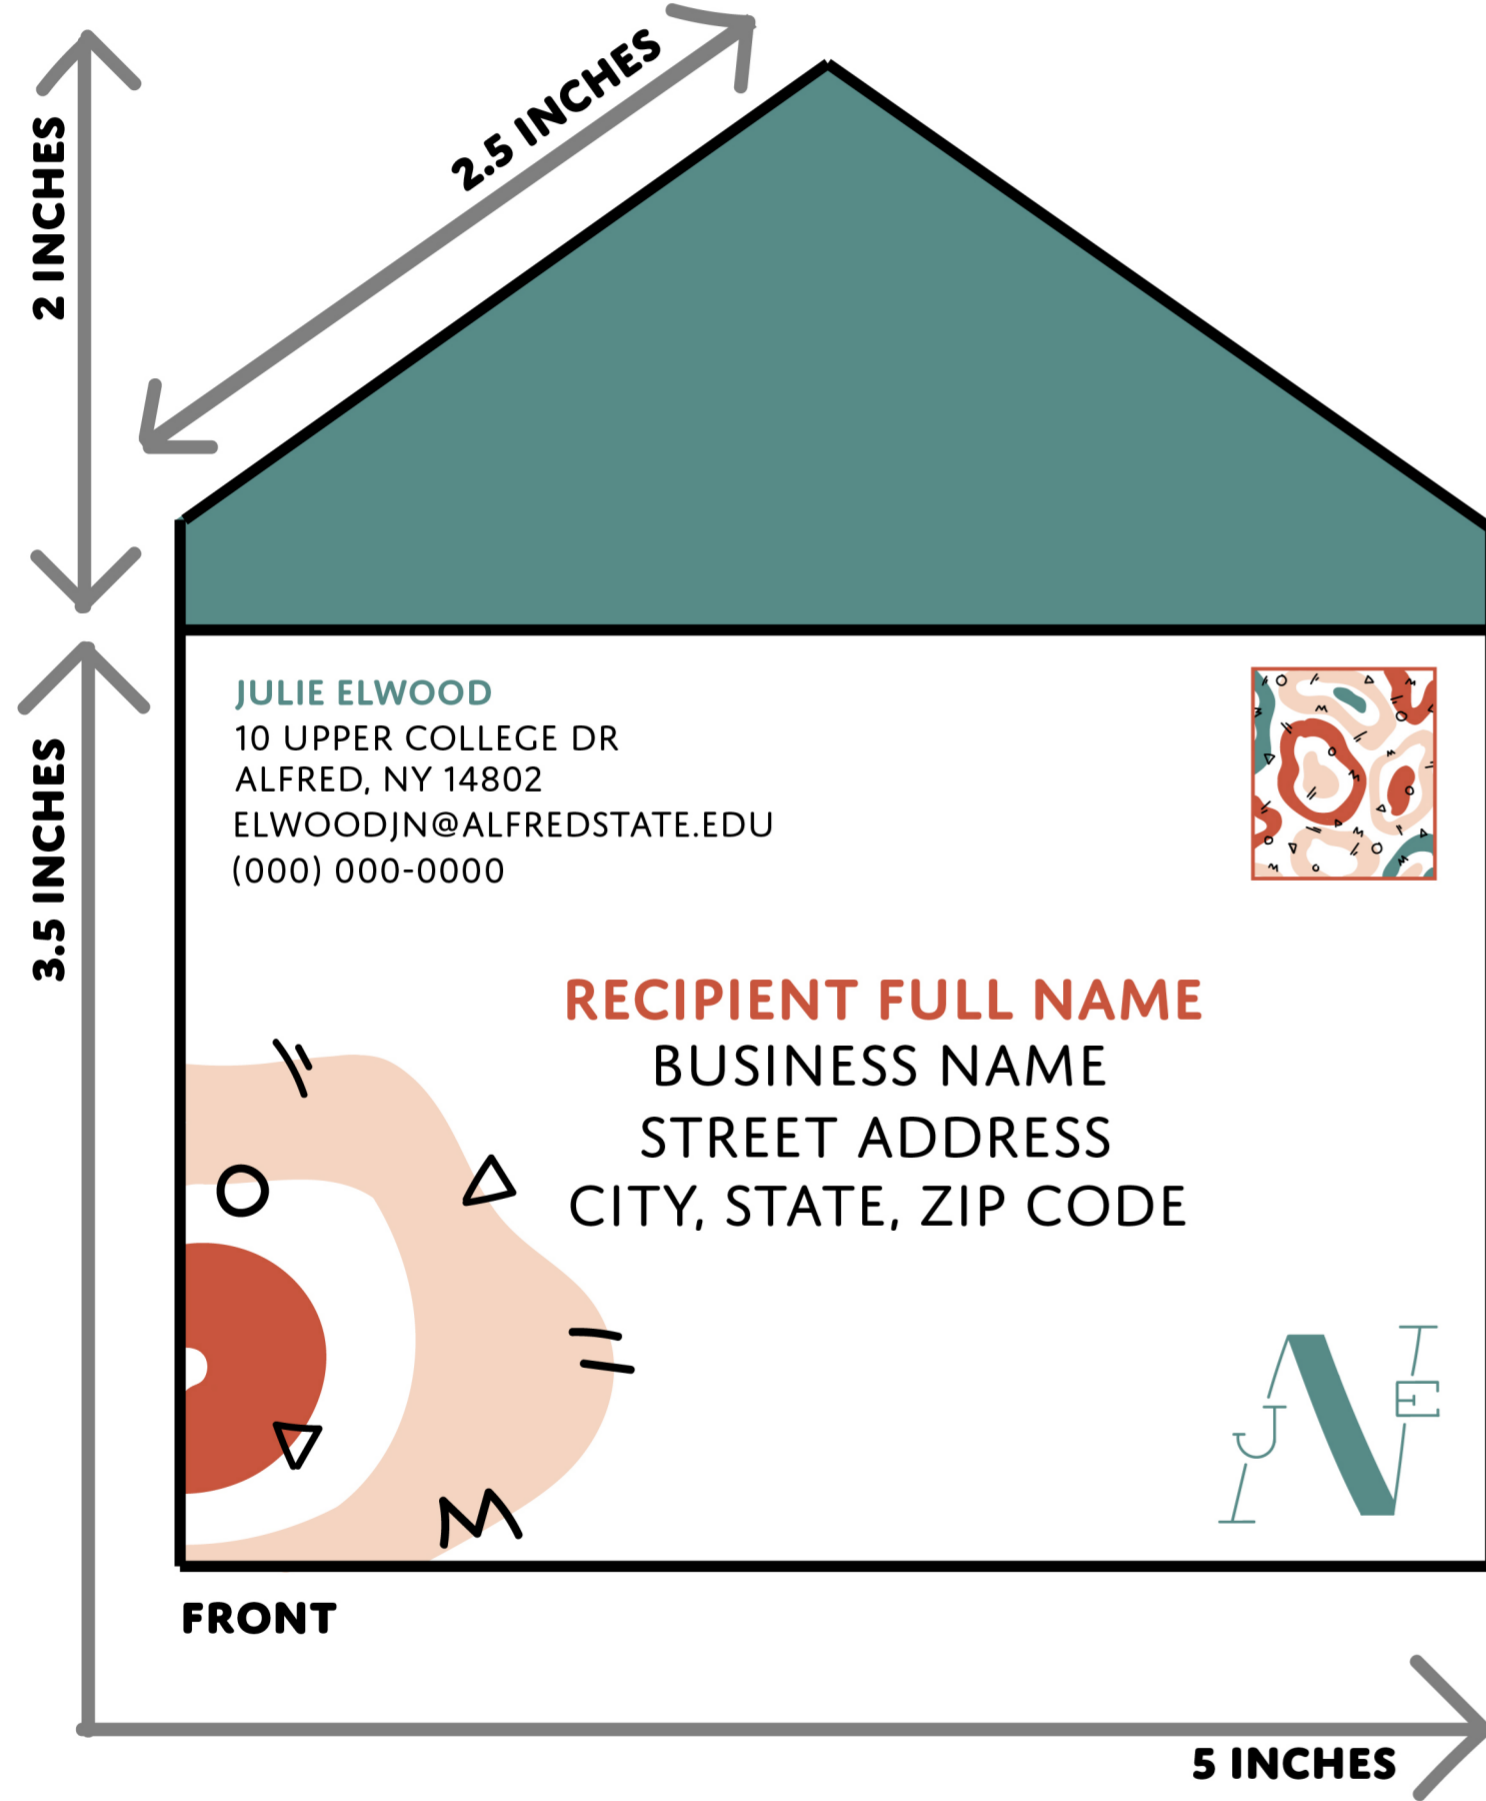 2 INCHES
2.5 INCHES
3.5 INCHES
JULIE ELWOOD
10 UPPER COLLEGE DR
ALFRED, NY 14802
ELWOODJN@ALFREDSTATE.EDU
(000) 000-0000
RECIPIENT FULL NAME
BUSINESS NAME
STREET ADDRESS
CITY, STATE, ZIP CODE
J N E
FRONT
5 INCHES